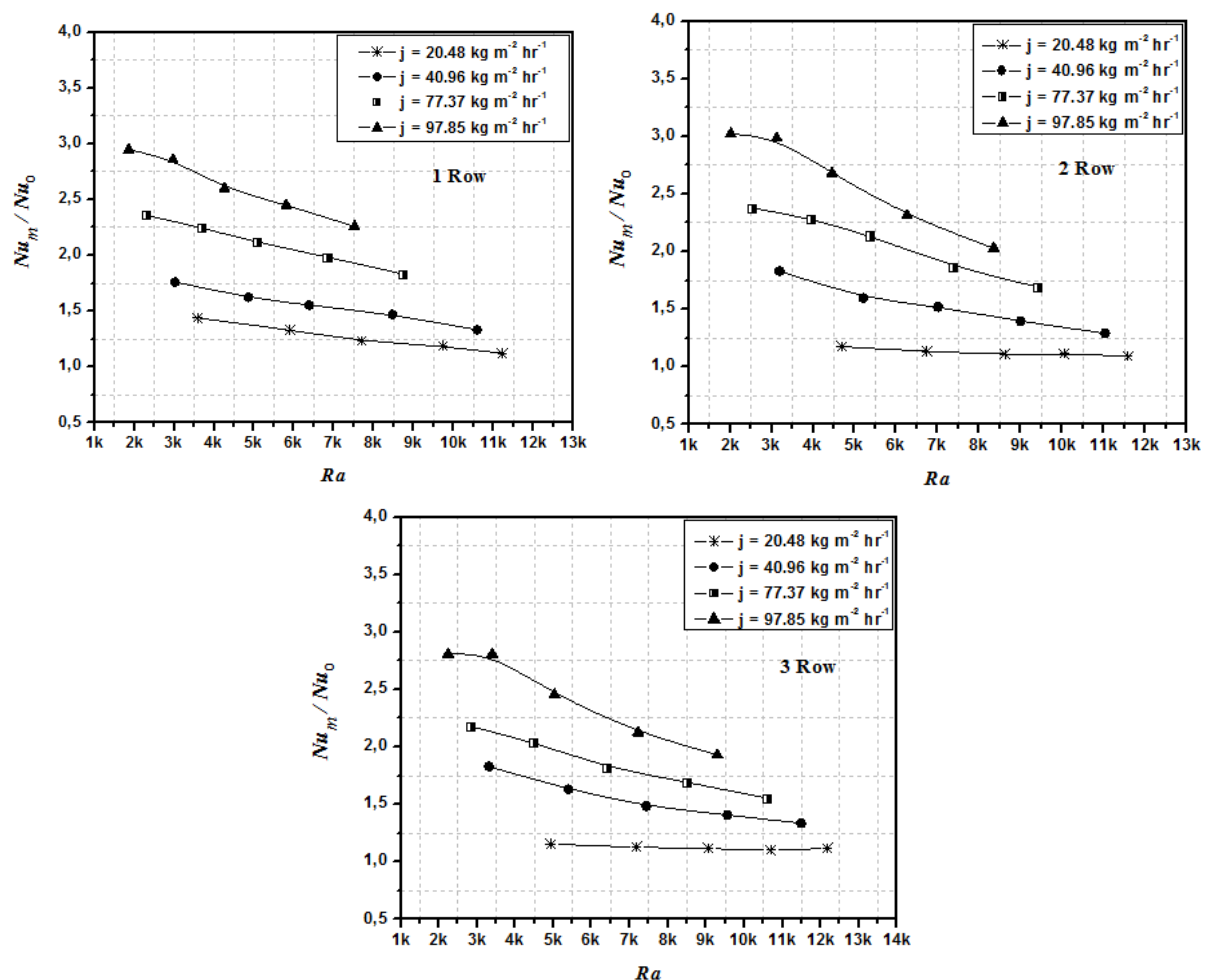 4,0
3,5
3,0
2,5
2,0
1,5
1,0
0,5
Nu_m / Nu_0
j = 20.48 kg m⁻² hr⁻¹
j = 40.96 kg m⁻² hr⁻¹
j = 77.37 kg m⁻² hr⁻¹
j = 97.85 kg m⁻² hr⁻¹
1 Row
1k 2k 3k 4k 5k 6k 7k 8k 9k 10k 11k 12k 13k
Ra
4,0
3,5
3,0
2,5
2,0
1,5
1,0
0,5
Nu_m / Nu_0
j = 20.48 kg m⁻² hr⁻¹
j = 40.96 kg m⁻² hr⁻¹
j = 77.37 kg m⁻² hr⁻¹
j = 97.85 kg m⁻² hr⁻¹
2 Row
1k 2k 3k 4k 5k 6k 7k 8k 9k 10k 11k 12k 13k
Ra
4,0
3,5
3,0
2,5
2,0
1,5
1,0
0,5
Nu_m / Nu_0
j = 20.48 kg m⁻² hr⁻¹
j = 40.96 kg m⁻² hr⁻¹
j = 77.37 kg m⁻² hr⁻¹
j = 97.85 kg m⁻² hr⁻¹
3 Row
1k 2k 3k 4k 5k 6k 7k 8k 9k 10k 11k 12k 13k 14k
Ra